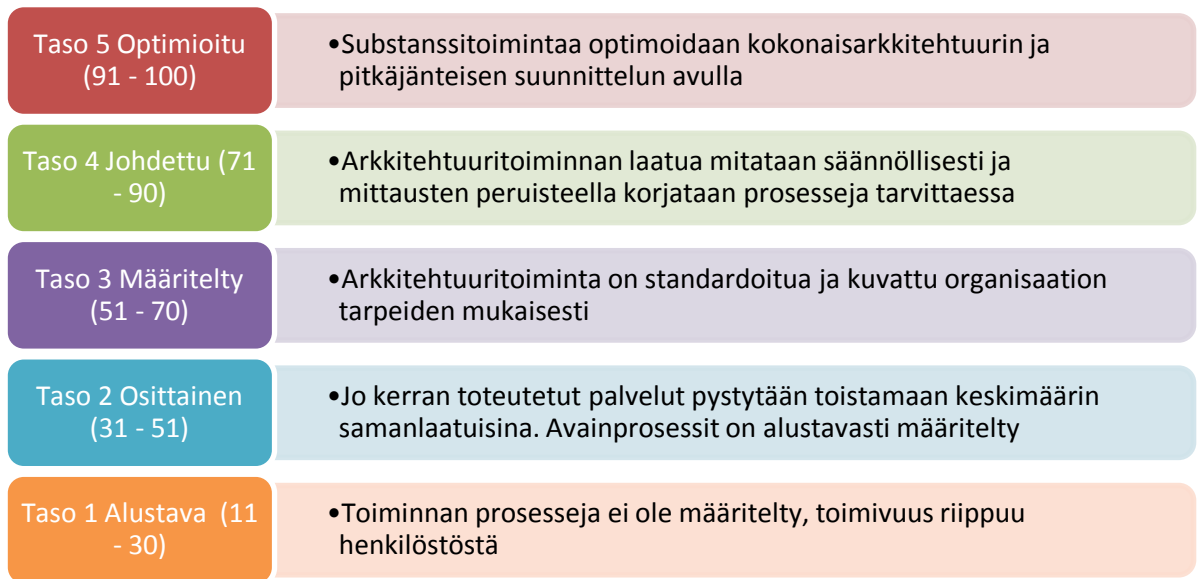 Taso 5 Optimioitu
(91 - 100)
•Substanssitoimintaa optimoidaan kokonaisarkkitehtuurin ja
pitkäjänteisen suunnittelun avulla
Taso 4 Johdettu (71
- 90)
•Arkkitehtuuritoiminnan laatua mitataan säännöllisesti ja
mittausten peruisteella korjataan prosesseja tarvittaessa
Taso 3 Määritelty
(51 - 70)
•Arkkitehtuuritoiminta on standardoitua ja kuvattu organisaation
tarpeiden mukaisesti
Taso 2 Osittainen
(31 - 51)
•Jo kerran toteutetut palvelut pystytään toistamaan keskimäärin
samanlaatuisina. Avainprosessit on alustavasti määritelty
Taso 1 Alustava (11
- 30)
•Toiminnan prosesseja ei ole määritelty, toimivuus riippuu
henkilöstöstä